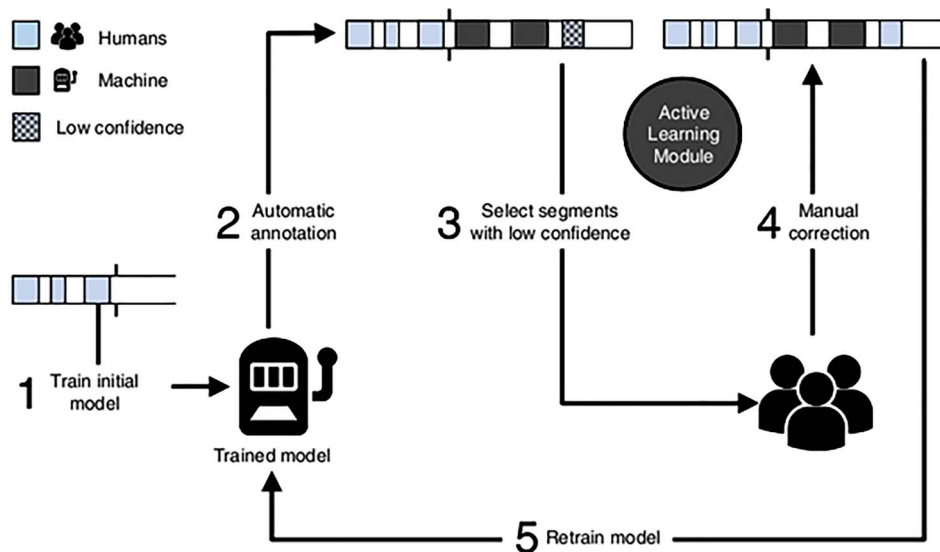 Humans
Machine
Low confidence
1 Train initial
model
Trained model
2 Automatic
annotation
3 Select segments
with low confidence
Active
Learning
Module
4 Manual
correction
5 Retrain model